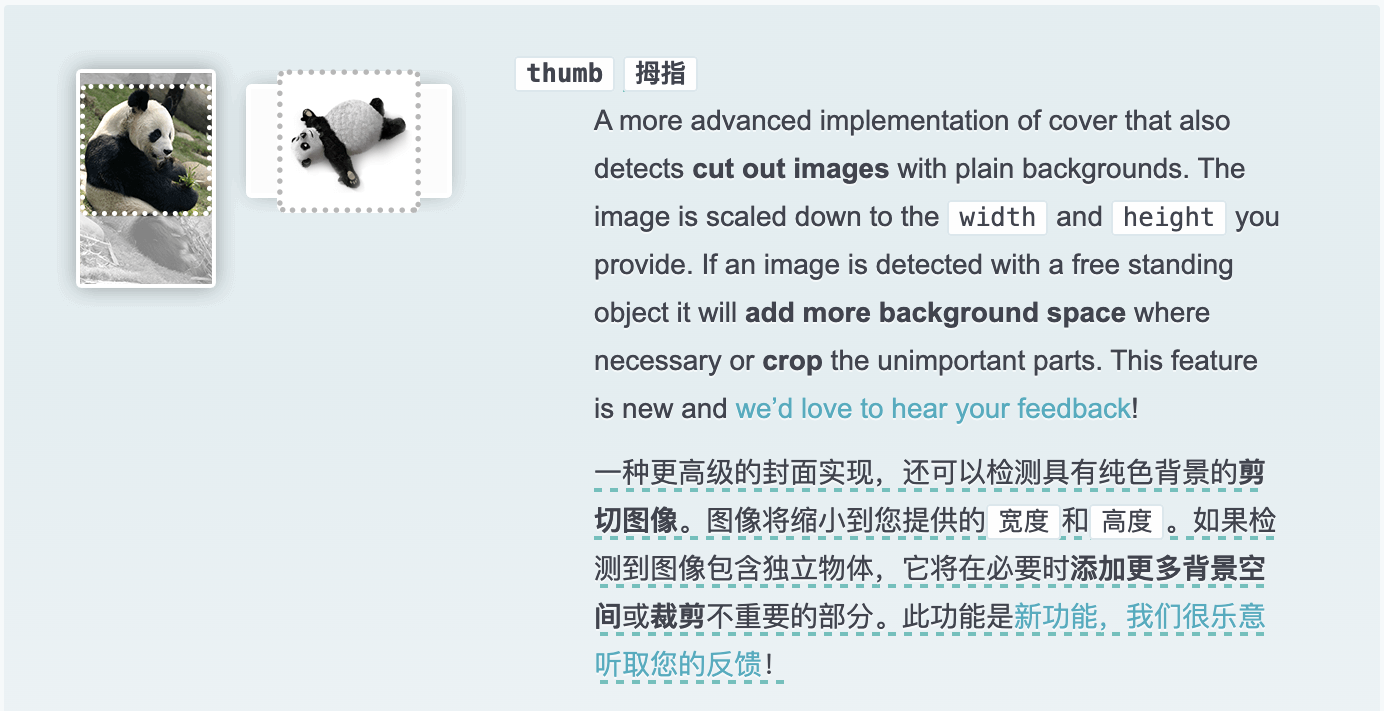 thumb 拇指
A more advanced implementation of cover that also
detects cut out images with plain backgrounds. The
image is scaled down to the width and height you
provide. If an image is detected with a free standing
object it will add more background space where
necessary or crop the unimportant parts. This feature
is new and we’d love to hear your feedback!
一种更高级的封面实现，还可以检测具有纯色背景的剪
切图像。图像将缩小到您提供的 宽度 和 高度 。如果检
测到图像包含独立物体，它将在必要时添加更多背景空
间或裁剪不重要的部分。此功能是新功能，我们很乐意
听取您的反馈！